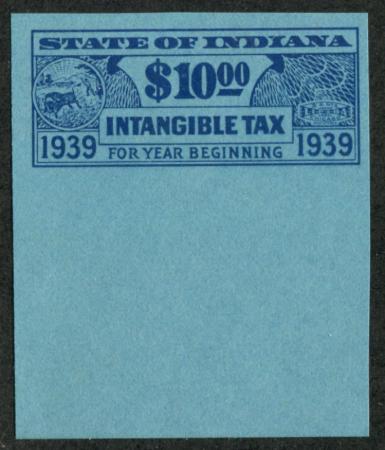 STATE OF INDIANA
$10.00
INTANGIBLE TAX
1939 FOR YEAR BEGINNING 1939